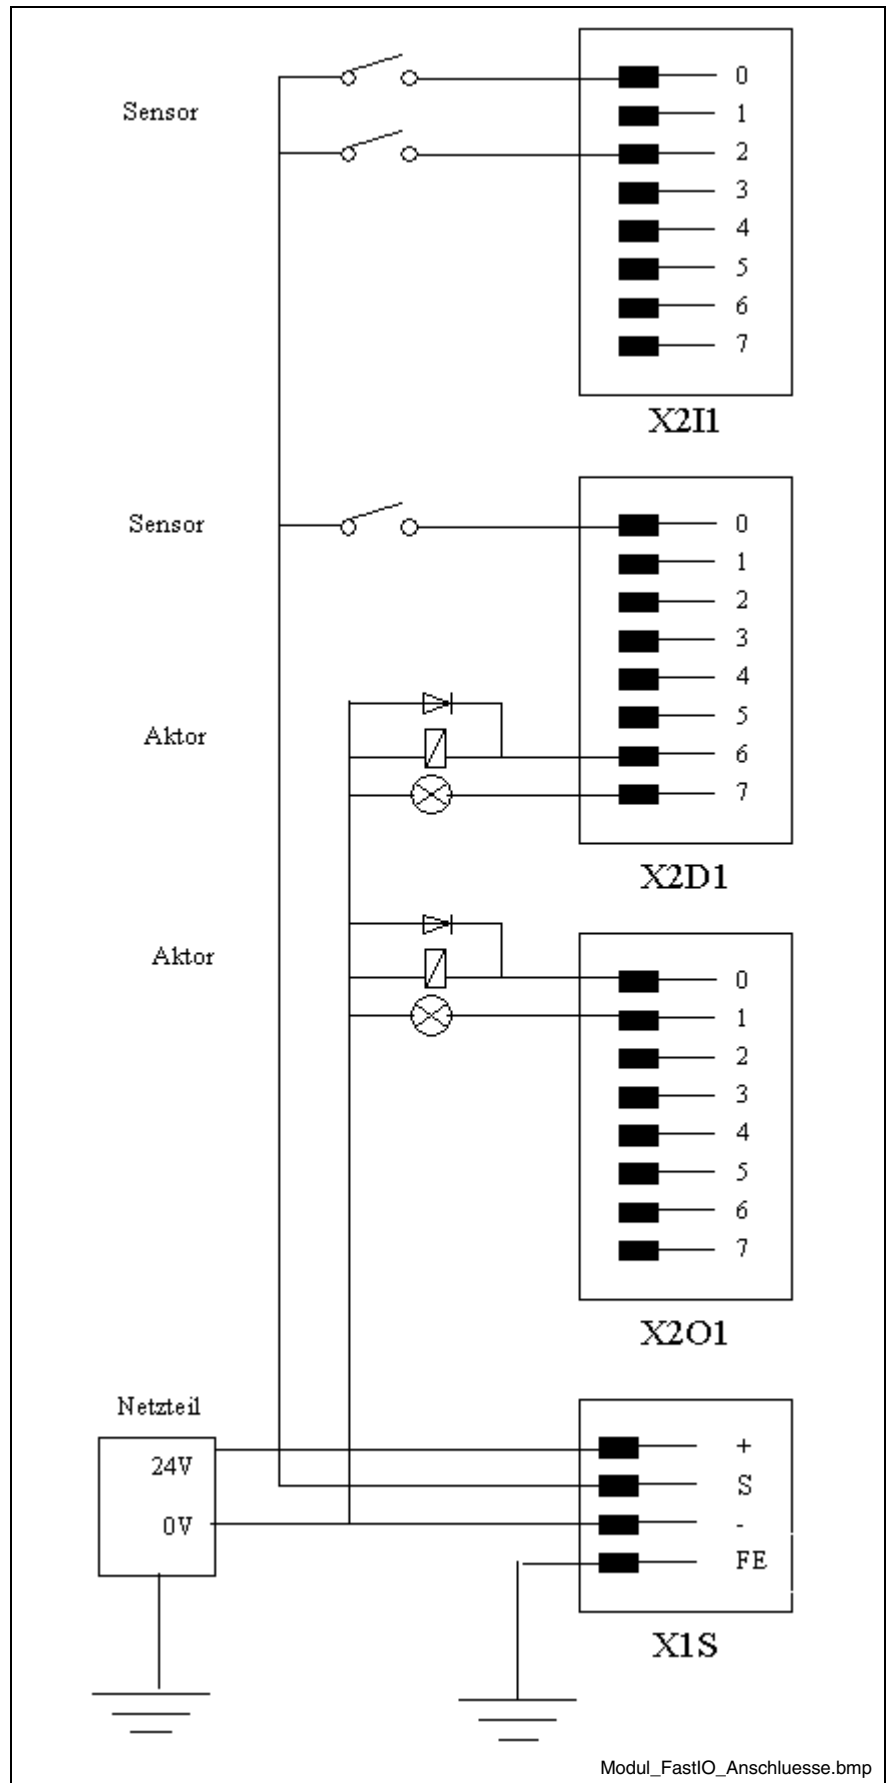 Sensor
0
1
2
3
4
5
6
7
X2I1
Sensor
0
1
2
3
4
5
6
7
Aktor
X2D1
Aktor
0
1
2
3
4
5
6
7
X2O1
Netzteil
24V
0V
+
S
-
FE
X1S
Modul_FastIO_Anschluesse.bmp